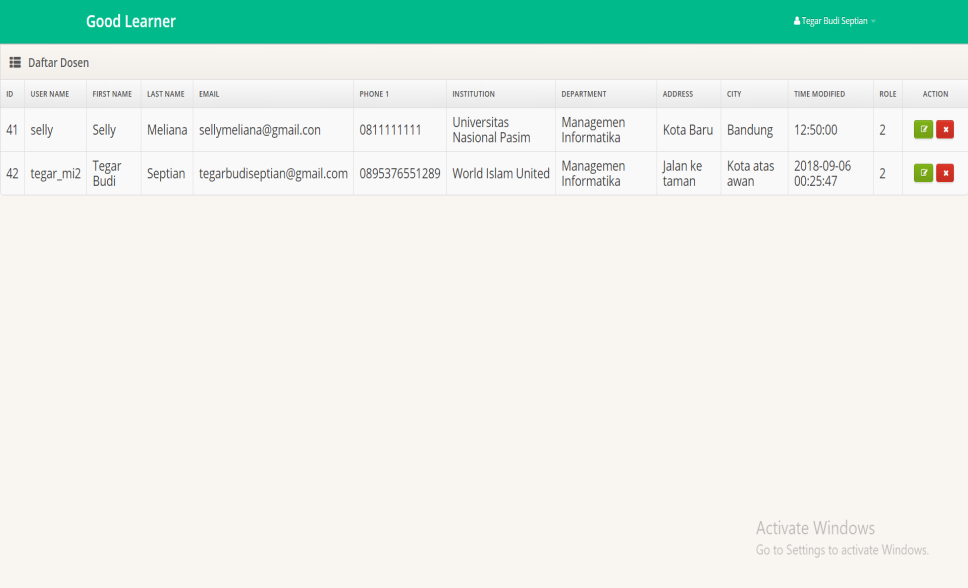 Good Learner
Tegar Budi Septian
Daftar Dosen
ID USER NAME FIRST NAME LAST NAME EMAIL PHONE 1 INSTITUTION DEPARTMENT ADDRESS CITY TIME MODIFIED ROLE ACTION
41 selly Selly Meliana sellymeliana@gmail.con 0811111111 Universitas Nasional Pasim Managemen Informatika Kota Baru Bandung 12:50:00 2
42 tegar_mi2 Tegar Budi Septian tegarbudiseptian@gmail.com 0895376551289 World Islam United Managemen Informatika Jalan ke taman Kota atas awan 2018-09-06 00:25:47 2
Activate Windows
Go to Settings to activate Windows.